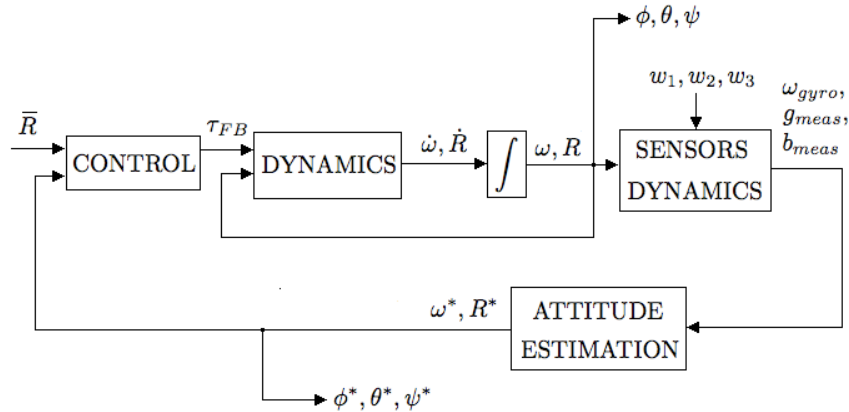 ϕ, θ, ψ
w₁, w₂, w₃
ω_gyro,
g_meas,
b_meas
R̅
τ_FB
CONTROL
DYNAMICS
ω̇, Ṙ
∫
ω, R
SENSORS
DYNAMICS
ω*, R*
ATTITUDE
ESTIMATION
ϕ*, θ*, ψ*